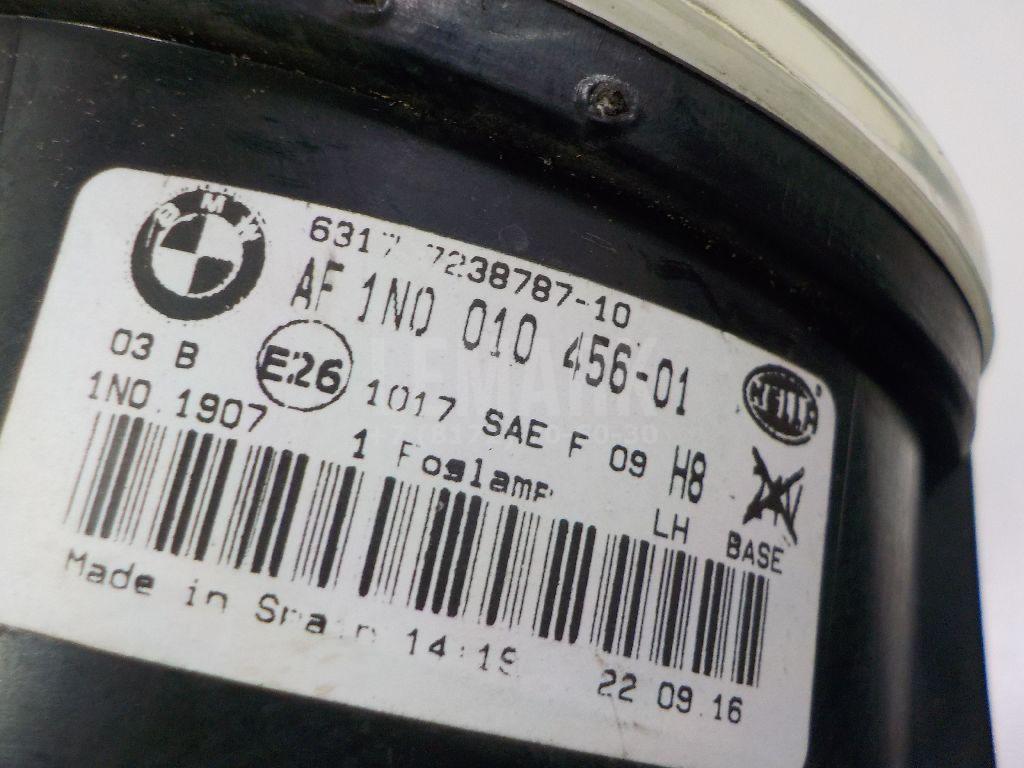 BMW
6317 7238787-10
AF 1N0 010 456-01
HELLA
03 B E26 1017 SAE F 09 H8
1N0.1907 1 Foglamp LH BASE
Made in Spain 14:19 22.09.16
LEMARK